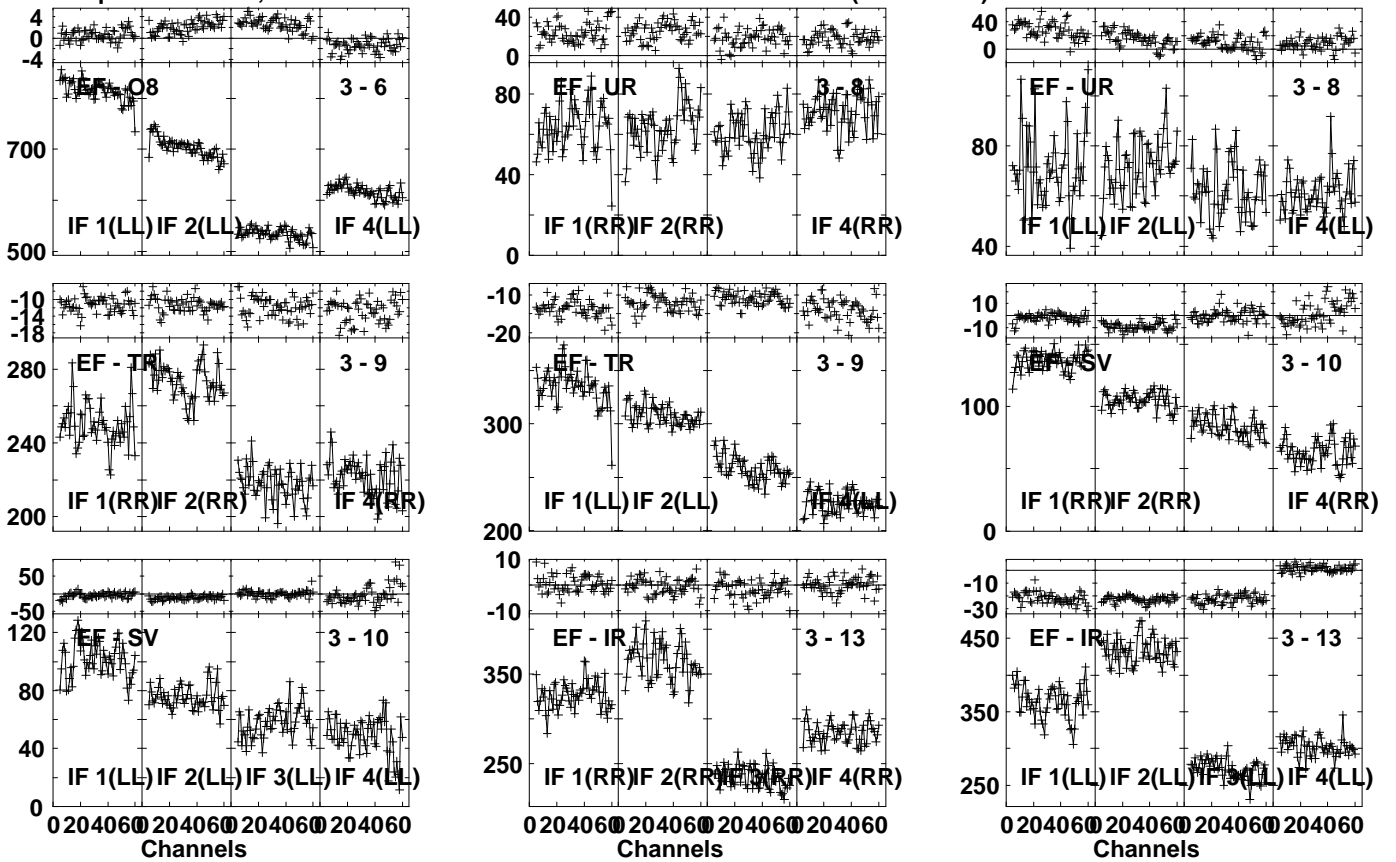 4
0
-4
EF - O8
3 - 6
700
500
IF 1(LL)
IF 2(LL)
IF 4(LL)
40
0
EF - UR
3 - 8
80
40
0
IF 1(RR)
IF 2(RR)
IF 4(RR)
40
0
EF - UR
3 - 8
80
40
IF 1(LL)
IF 2(LL)
IF 4(LL)
-10
-14
-18
EF - TR
3 - 9
280
240
200
IF 1(RR)
IF 2(RR)
IF 4(RR)
-10
-20
EF - TR
3 - 9
300
200
IF 1(LL)
IF 2(LL)
IF 4(LL)
10
-10
EF - SV
3 - 10
100
0
IF 1(RR)
IF 2(RR)
IF 4(RR)
50
-50
EF - SV
3 - 10
120
80
40
0
IF 1(LL)
IF 2(LL)
IF 3(LL)
IF 4(LL)
10
0
-10
EF - IR
3 - 13
350
250
IF 1(RR)
IF 2(RR)
IF 3(RR)
IF 4(RR)
-10
-30
EF - IR
3 - 13
450
350
250
IF 1(LL)
IF 2(LL)
IF 3(LL)
IF 4(LL)
0 204060 0 204060 0 204060 0 204060
Channels
0 204060 0 204060 0 204060 0 204060
Channels
0 204060 0 204060 0 204060 0 204060
Channels